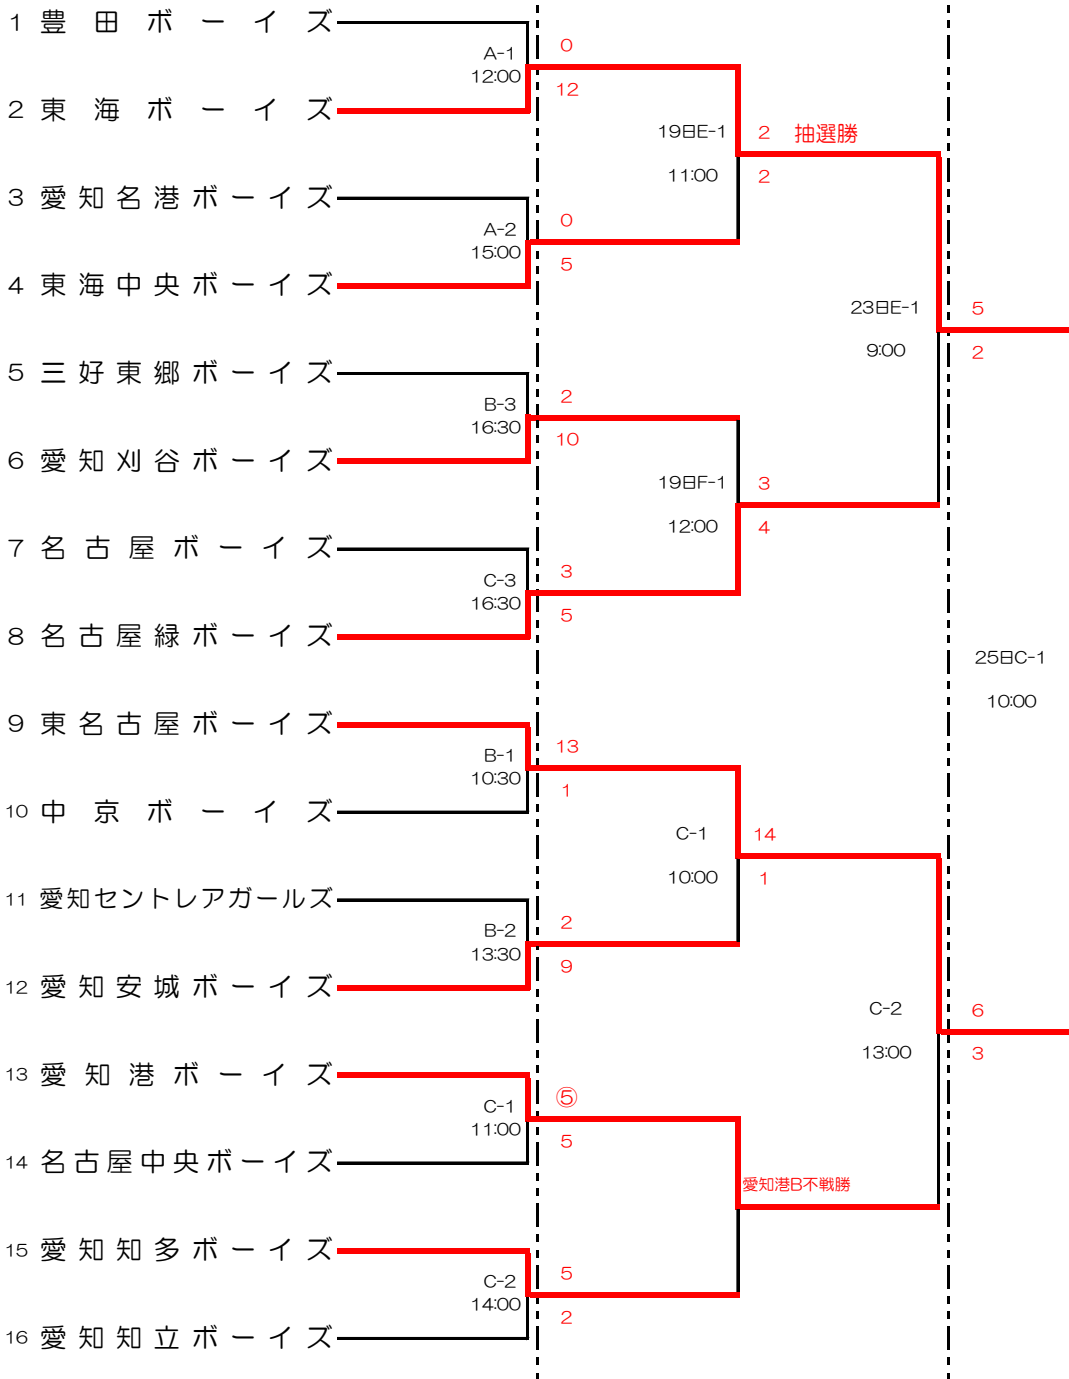 1 豊田ボーイズ
A-1
12:00
0
12
2 東海ボーイズ
19日E-1
11:00
2 抽選勝
2
3 愛知名港ボーイズ
A-2
15:00
0
5
4 東海中央ボーイズ
23日E-1
9:00
5
2
5 三好東郷ボーイズ
B-3
16:30
2
10
6 愛知刈谷ボーイズ
19日F-1
12:00
3
4
7 名古屋ボーイズ
C-3
16:30
3
5
8 名古屋緑ボーイズ
25日C-1
10:00
9 東名古屋ボーイズ
B-1
10:30
13
1
10 中京ボーイズ
C-1
10:00
14
1
11 愛知セントレアガールズ
B-2
13:30
2
9
12 愛知安城ボーイズ
C-2
13:00
6
3
13 愛知港ボーイズ
C-1
11:00
⑤
5
14 名古屋中央ボーイズ
愛知港B不戦勝
15 愛知知多ボーイズ
C-2
14:00
5
2
16 愛知知立ボーイズ